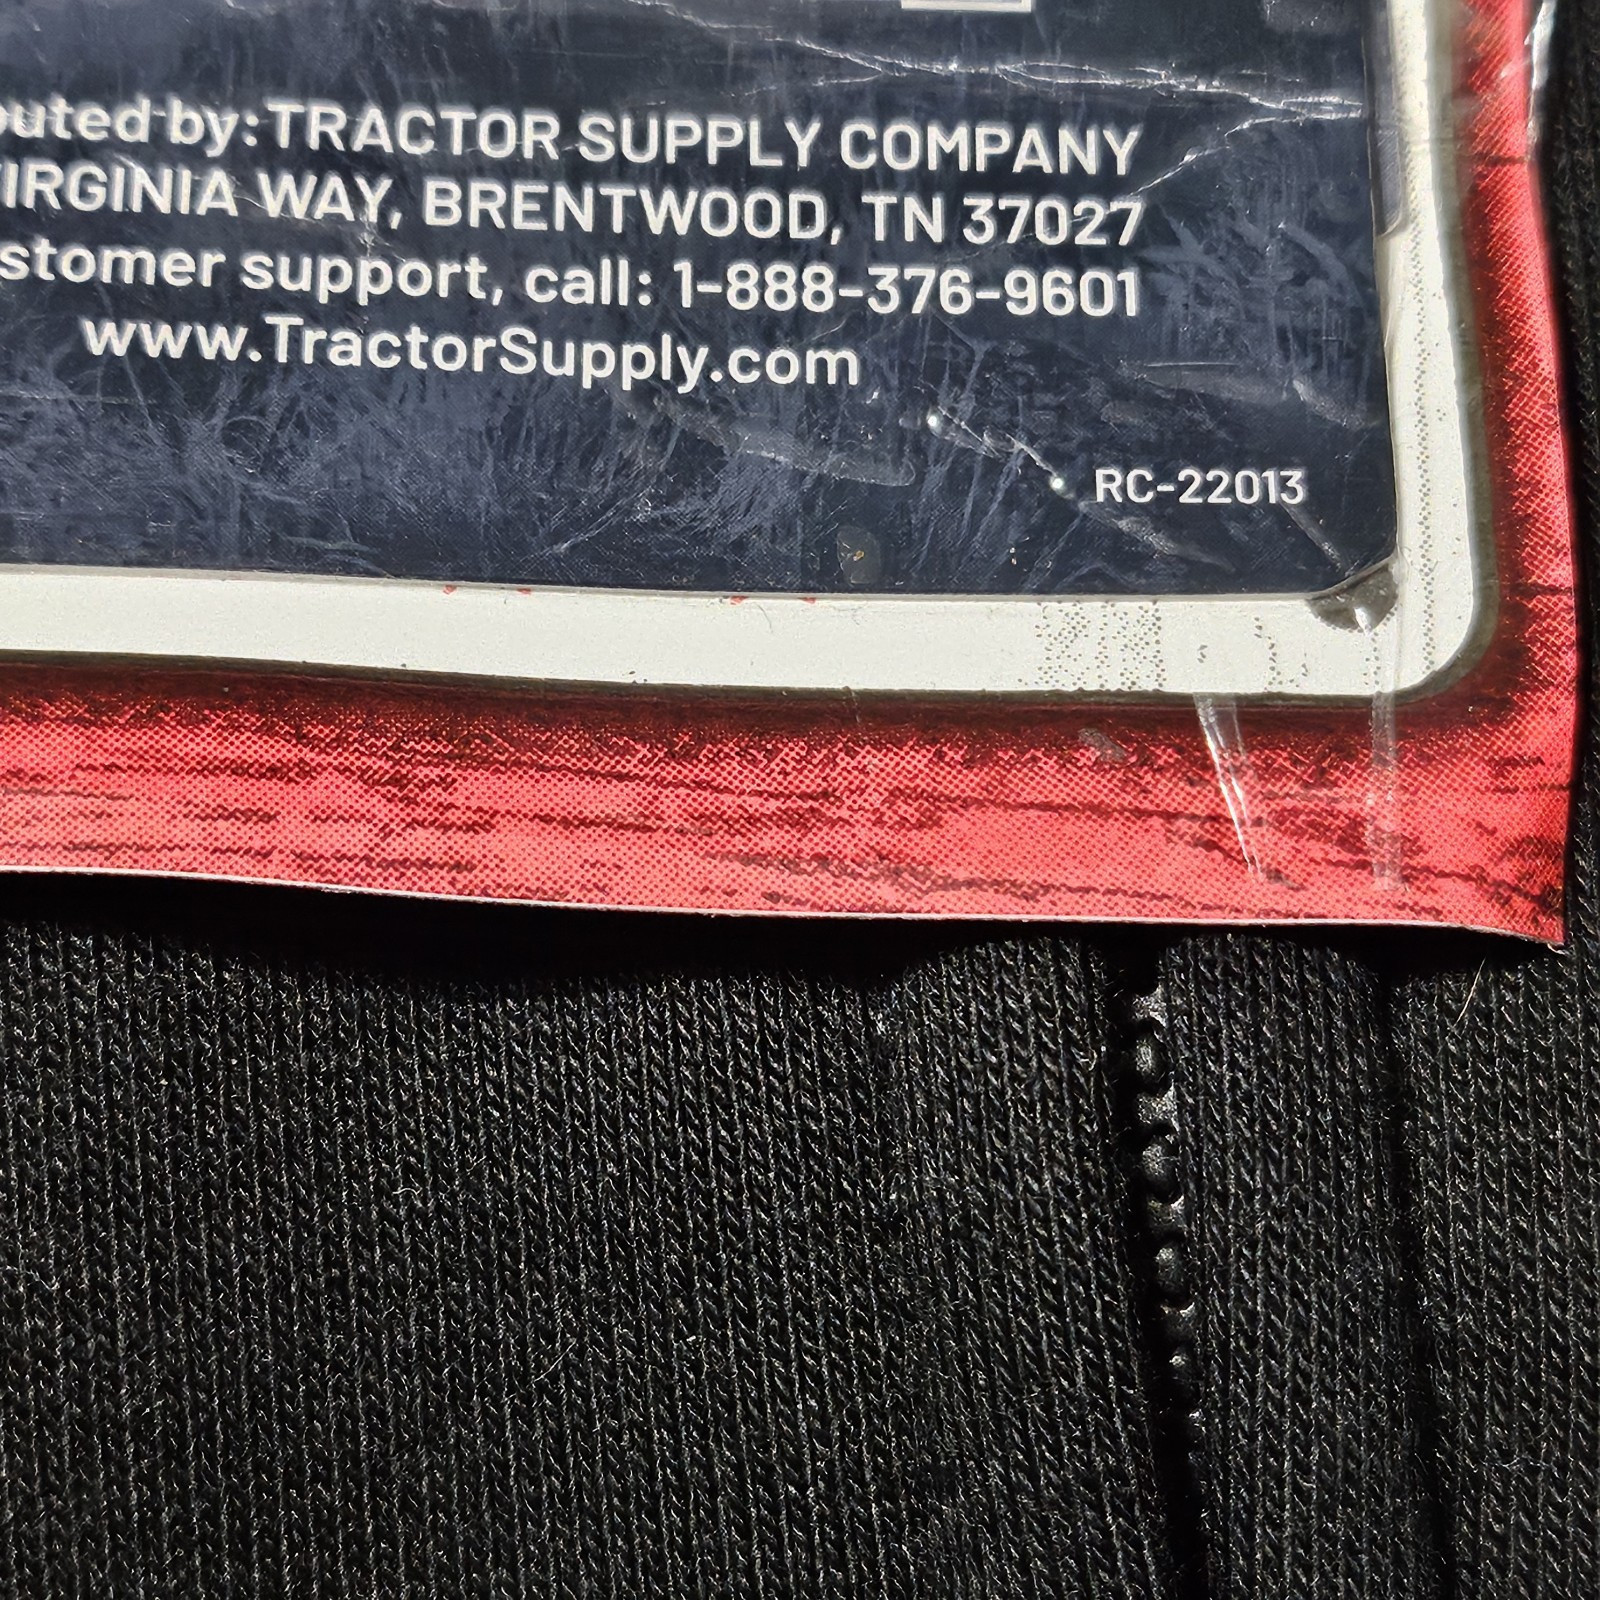 buted by: TRACTOR SUPPLY COMPANY
VIRGINIA WAY, BRENTWOOD, TN 37027
stomer support, call: 1-888-376-9601
www.TractorSupply.com
RC-22013